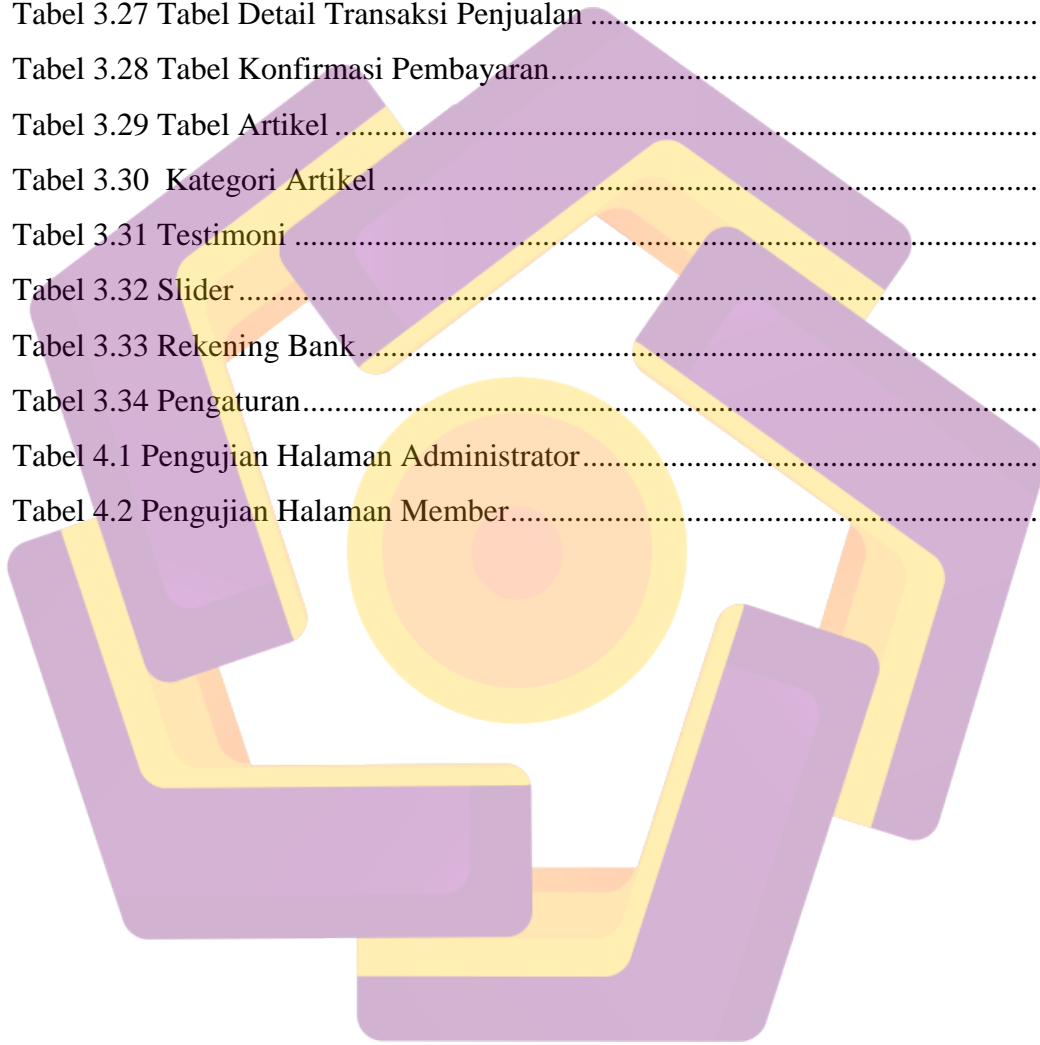 Tabel 3.27 Tabel Detail Transaksi Penjualan ........................................................
Tabel 3.28 Tabel Konfirmasi Pembayaran............................................................
Tabel 3.29 Tabel Artikel ......................................................................................
Tabel 3.30  Kategori Artikel .................................................................................
Tabel 3.31 Testimoni ............................................................................................
Tabel 3.32 Slider ...................................................................................................
Tabel 3.33 Rekening Bank....................................................................................
Tabel 3.34 Pengaturan...........................................................................................
Tabel 4.1 Pengujian Halaman Administrator........................................................
Tabel 4.2 Pengujian Halaman Member.................................................................